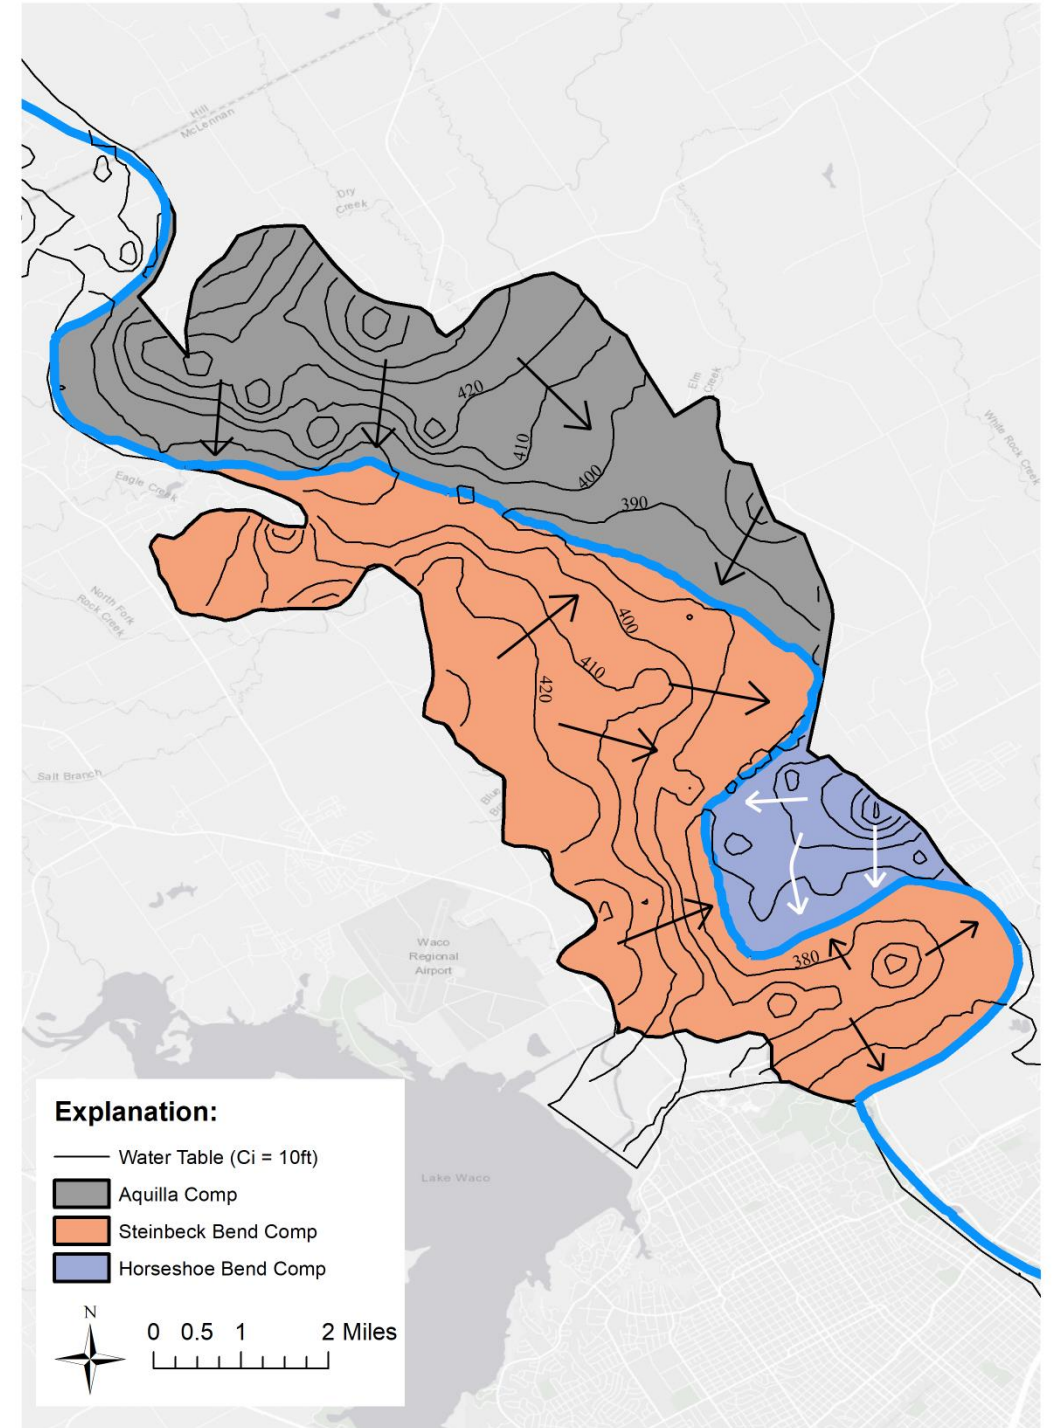 Hill
McLennan
Dry
Creek
Elm
Creek
White Rock Creek
420
410
400
390
Eagle Creek
North Fork
Rock Creek
400
410
420
Salt Branch
Waco
Regional
Airport
380
Lake Waco
Explanation:
Water Table (Ci = 10ft)
Aquilla Comp
Steinbeck Bend Comp
Horseshoe Bend Comp
N
0 0.5 1 2 Miles